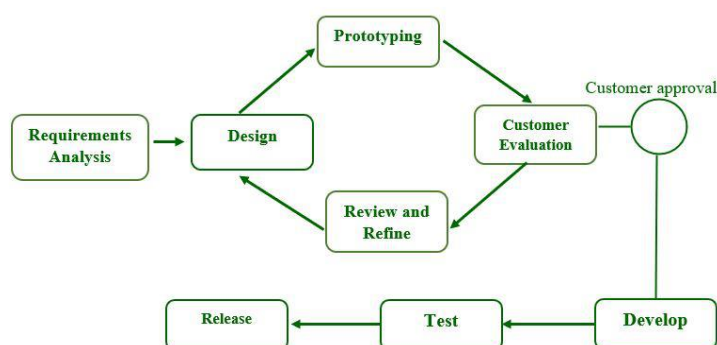 Prototyping
Customer approval
Requirements
Analysis
Design
Customer
Evaluation
Review and
Refine
Release
Test
Develop